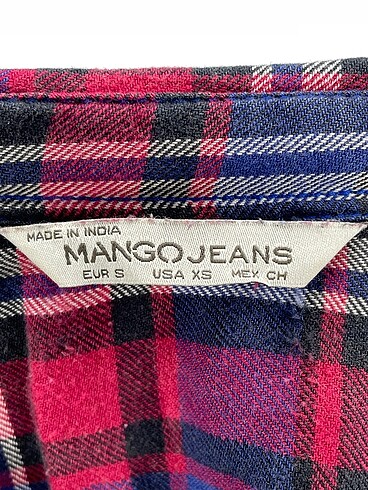 MADE IN INDIA
MANGO JEANS
EUR S USA XS MEX CH